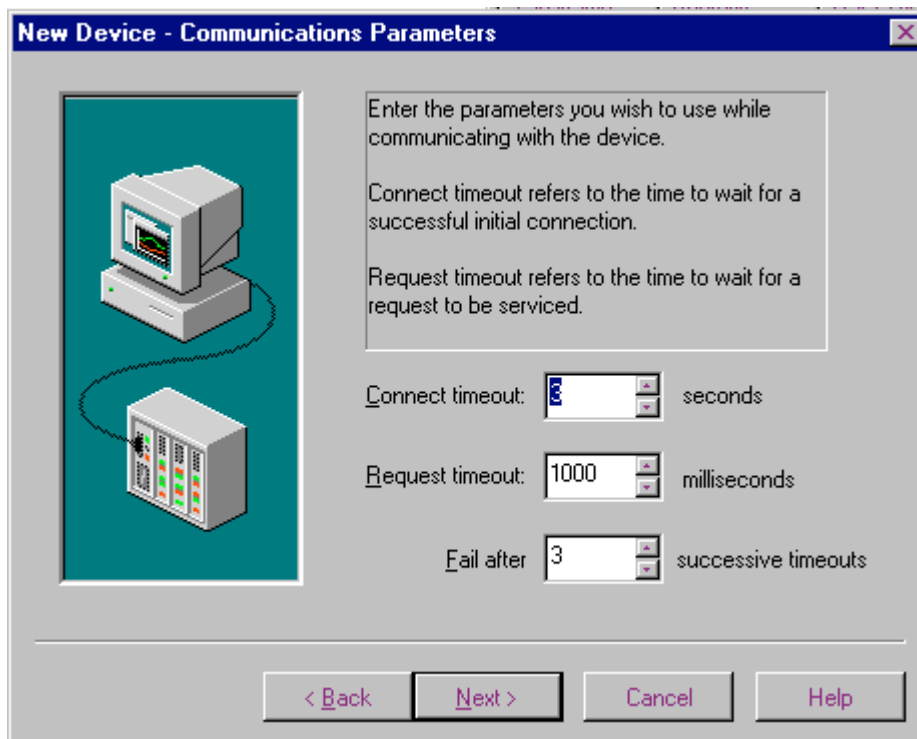 New Device - Communications Parameters
Enter the parameters you wish to use while
communicating with the device.
Connect timeout refers to the time to wait for a
successful initial connection.
Request timeout refers to the time to wait for a
request to be serviced.
Connect timeout: 3 seconds
Request timeout: 1000 milliseconds
Fail after 3 successive timeouts
< Back Next > Cancel Help